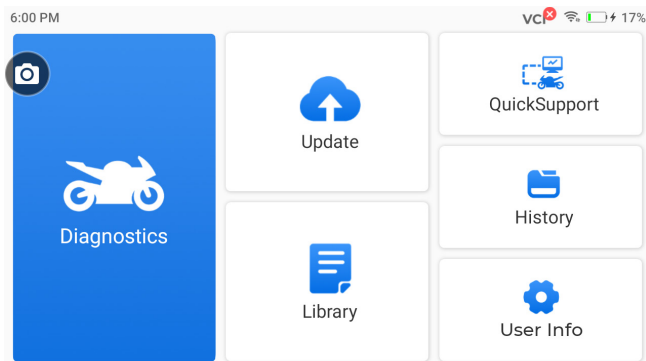 6:00 PM
VCI
17%
Diagnostics
Update
Library
QuickSupport
History
User Info